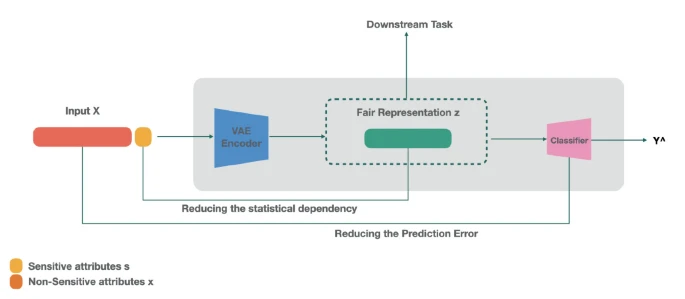 Downstream Task
Input X
Fair Representation z
VAE
Encoder
Classifier
Y^
Reducing the statistical dependency
Reducing the Prediction Error
Sensitive attributes s
Non-Sensitive attributes x